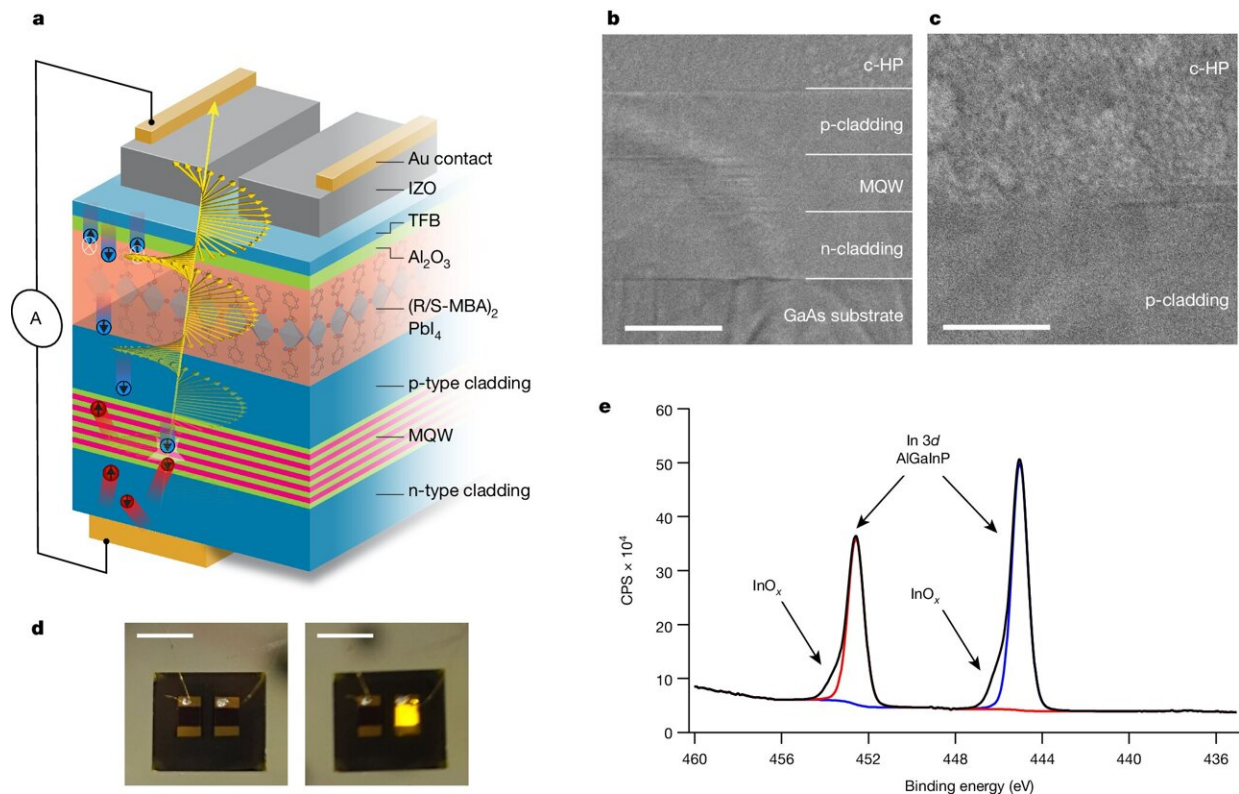 a
Au contact
IZO
TFB
Al₂O₃
(R/S-MBA)₂
PbI₄
p-type cladding
MQW
n-type cladding
A
b
c-HP
p-cladding
MQW
n-cladding
GaAs substrate
c
c-HP
p-cladding
d
e
60
50
40
30
20
10
0
CPS × 10⁴
In 3d
AlGaInP
InOₓ
InOₓ
460
456
452
448
444
440
436
Binding energy (eV)